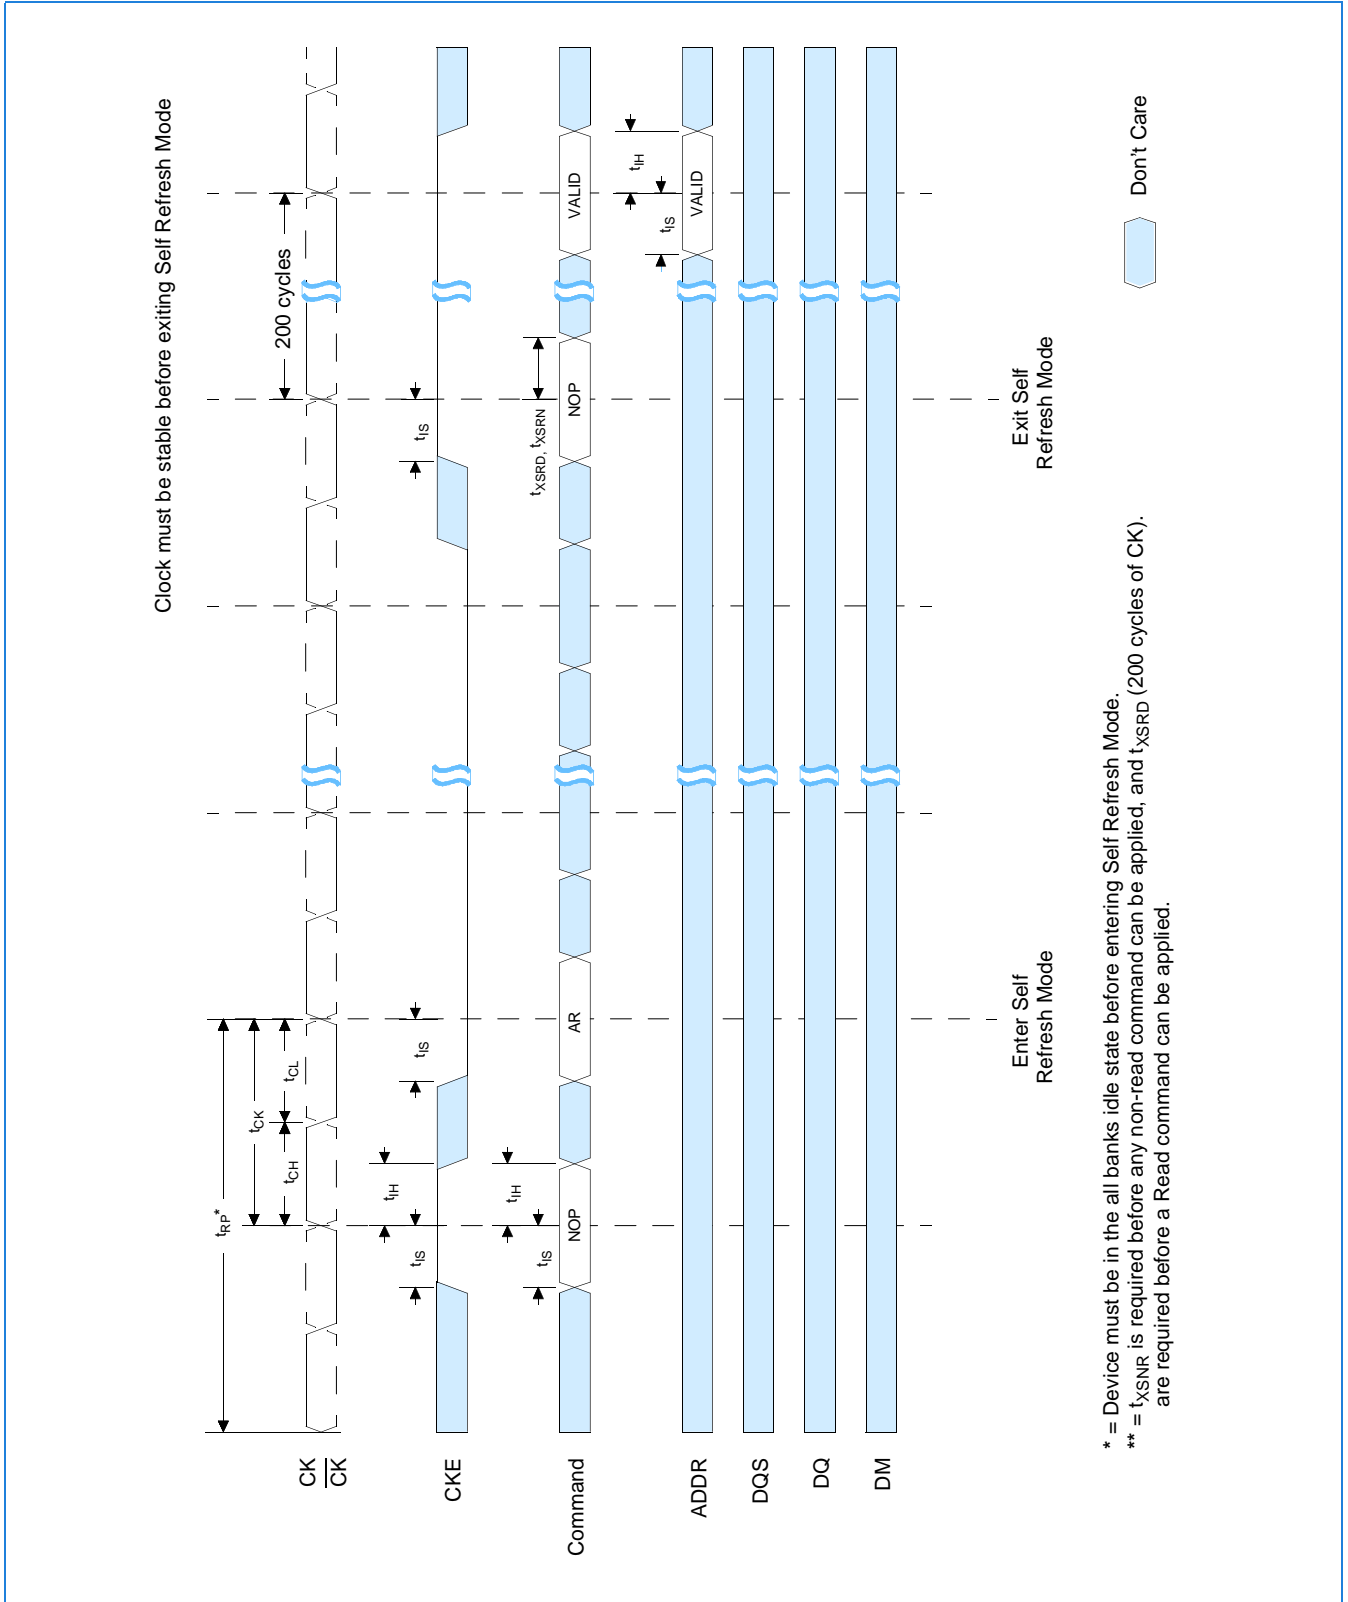 Clock must be stable before exiting Self Refresh Mode
tRP*
tCK
tCH
tCL
200 cycles
CK
CK
tIH
tIS
tIS
tIS
CKE
tIH
tIS
tXSRD, tXSRN
Command
NOP
AR
NOP
VALID
tIH
tIS
ADDR
VALID
DQS
DQ
DM
Enter Self
Refresh Mode
Exit Self
Refresh Mode
* = Device must be in the all banks idle state before entering Self Refresh Mode.
** = tXSNR is required before any non-read command can be applied, and tXSRD (200 cycles of CK).
are required before a Read command can be applied.
Don't Care